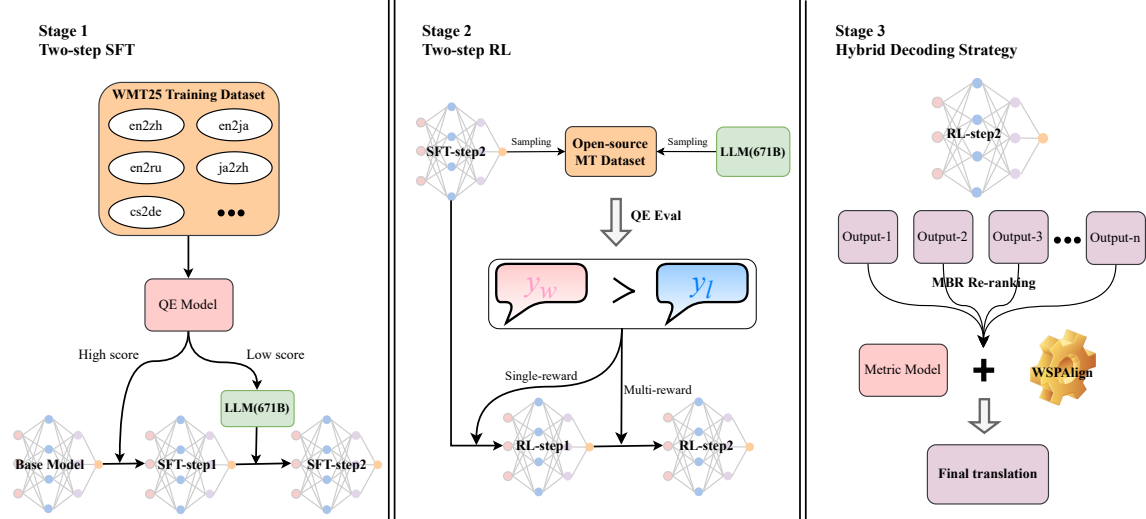 Stage 1
Two-step SFT
WMT25 Training Dataset
en2zh
en2ja
en2ru
ja2zh
cs2de
•••
QE Model
High score
Low score
LLM(671B)
Base Model
SFT-step1
SFT-step2
Stage 2
Two-step RL
SFT-step2
Sampling
Open-source
MT Dataset
Sampling
LLM(671B)
QE Eval
y_w
>
y_l
Single-reward
Multi-reward
RL-step1
RL-step2
Stage 3
Hybrid Decoding Strategy
RL-step2
Output-1
Output-2
Output-3
•••
Output-n
MBR Re-ranking
Metric Model
+
WSPAlign
Final translation